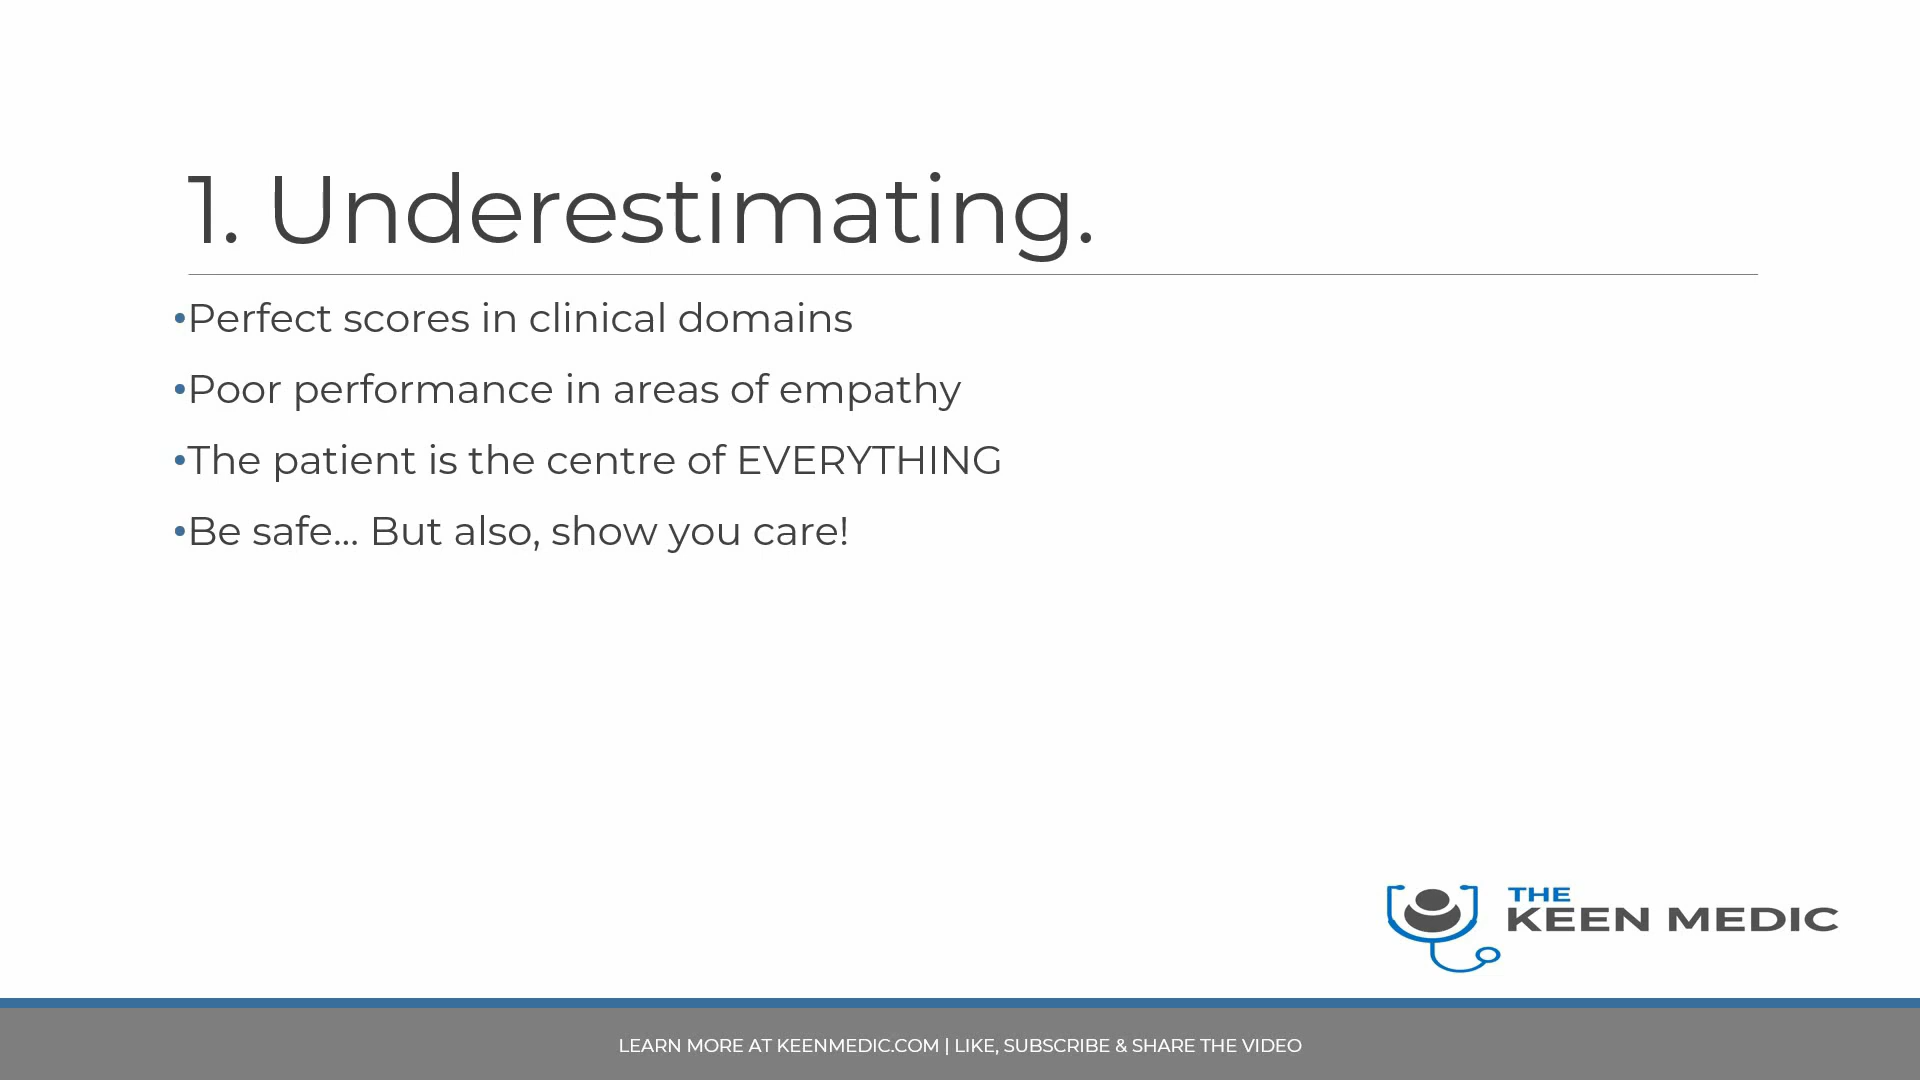 1. Underestimating.
•Perfect scores in clinical domains
•Poor performance in areas of empathy
•The patient is the centre of EVERYTHING
•Be safe... But also, show you care!
THE
KEEN MEDIC
LEARN MORE AT KEENMEDIC.COM | LIKE, SUBSCRIBE & SHARE THE VIDEO